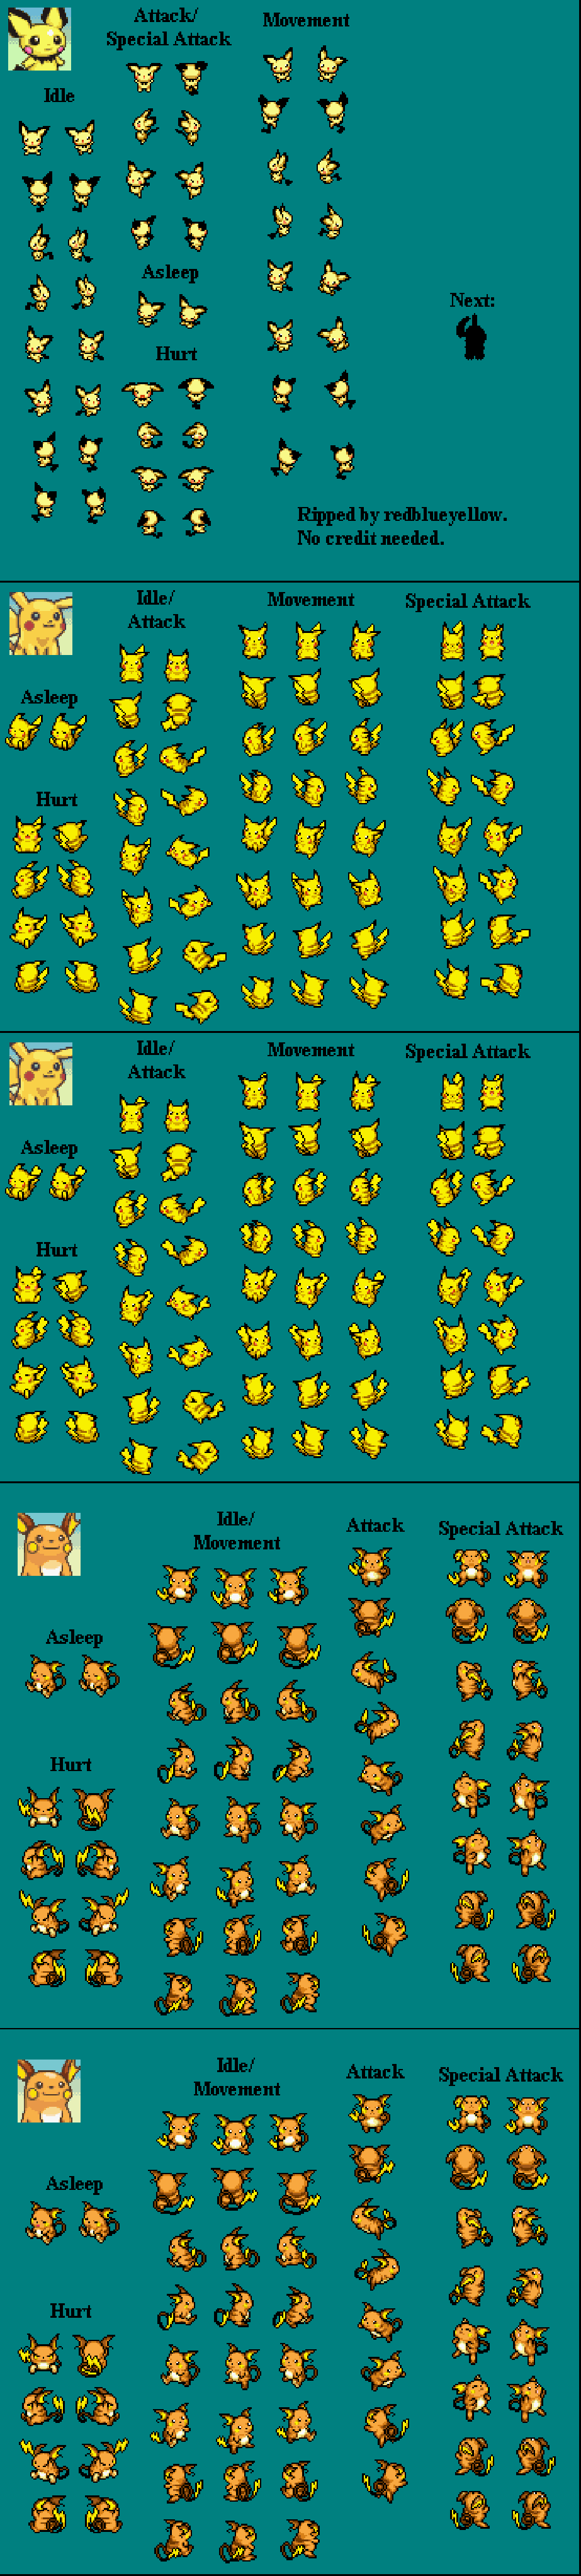 Attack/
Special Attack
Movement
Idle
Asleep
Hurt
Next:
Ripped by redblueyellow.
No credit needed.
Idle/
Attack
Movement
Special Attack
Asleep
Hurt
Idle/
Attack
Movement
Special Attack
Asleep
Hurt
Idle/
Movement
Attack
Special Attack
Asleep
Hurt
Idle/
Movement
Attack
Special Attack
Asleep
Hurt